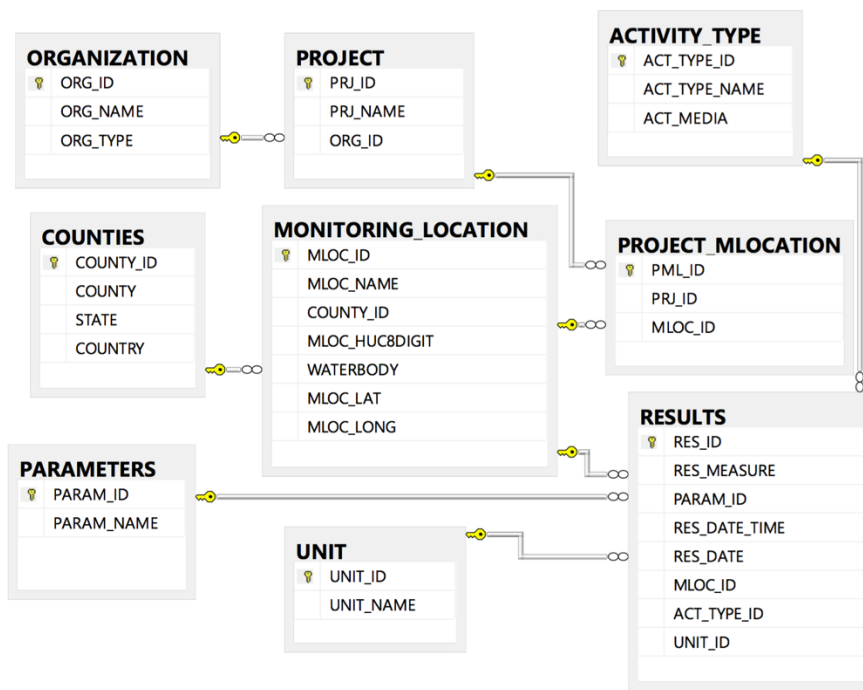 ORGANIZATION
ORG_ID
ORG_NAME
ORG_TYPE
PROJECT
PRJ_ID
PRJ_NAME
ORG_ID
ACTIVITY_TYPE
ACT_TYPE_ID
ACT_TYPE_NAME
ACT_MEDIA
COUNTIES
COUNTY_ID
COUNTY
STATE
COUNTRY
MONITORING_LOCATION
MLOC_ID
MLOC_NAME
COUNTY_ID
MLOC_HUC8DIGIT
WATERBODY
MLOC_LAT
MLOC_LONG
PROJECT_MLOCATION
PML_ID
PRJ_ID
MLOC_ID
PARAMETERS
PARAM_ID
PARAM_NAME
UNIT
UNIT_ID
UNIT_NAME
RESULTS
RES_ID
RES_MEASURE
PARAM_ID
RES_DATE_TIME
RES_DATE
MLOC_ID
ACT_TYPE_ID
UNIT_ID